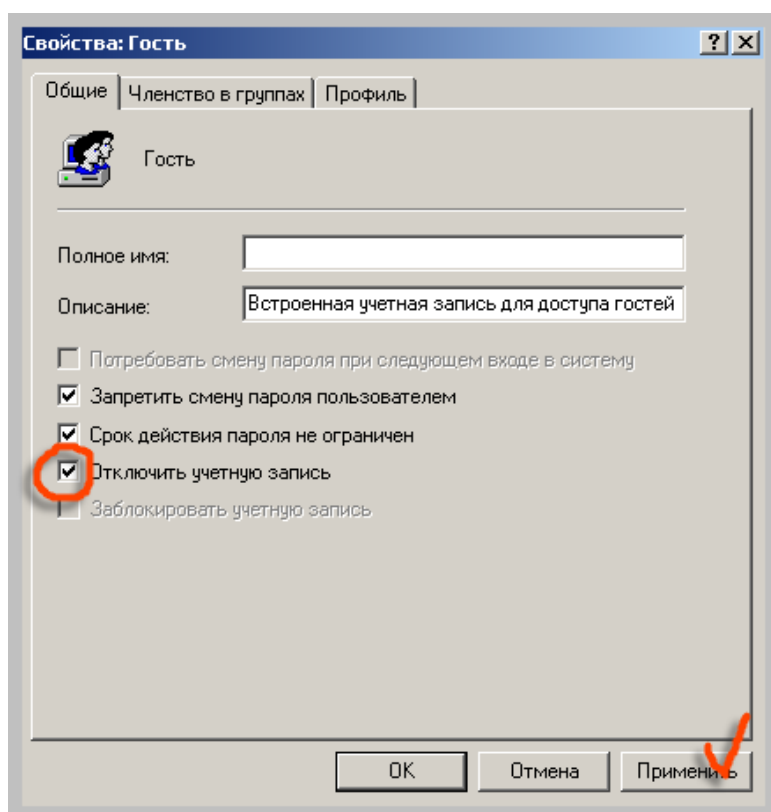 Свойства: Гость
? X
Общие Членство в группах Профиль
Гость
Полное имя:
Описание: Встроенная учетная запись для доступа гостей
Потребовать смену пароля при следующем входе в систему
Запретить смену пароля пользователем
Срок действия пароля не ограничен
Отключить учетную запись
Заблокировать учетную запись
OK Отмена Применить